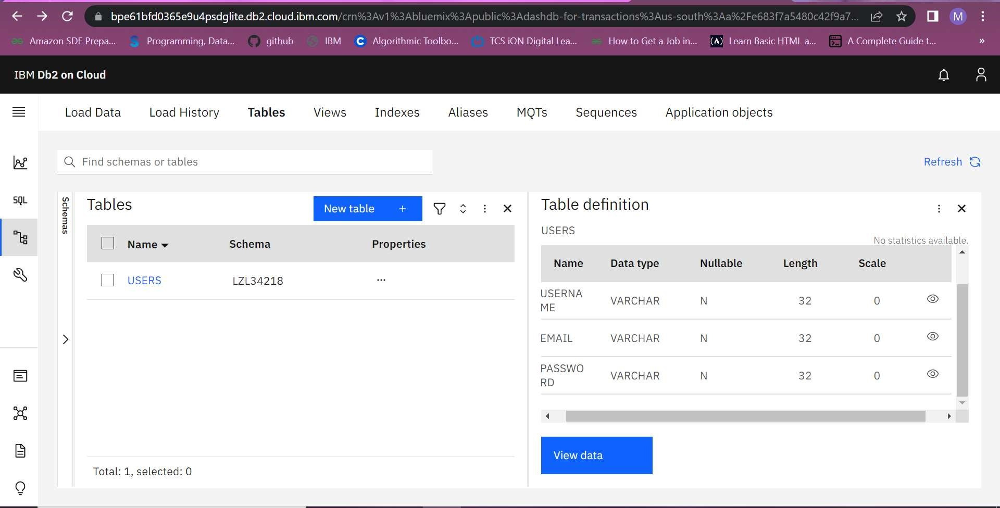 bpe61bfd0365e9u4psdglite.db2.cloud.ibm.com/crn%3Av1%3Abluemix%3Apublic%3Adashdb-for-transactions%3Aus-south%3Aa%2Fe683f7a5480c42f9a7... M
Amazon SDE Prepa... Programming, Data... github IBM Algorithmic Toolbo... TCS iON Digital Lea... How to Get a Job in... Learn Basic HTML a... A Complete Guide t... »
IBM Db2 on Cloud
Load Data Load History Tables Views Indexes Aliases MQTs Sequences Application objects
Find schemas or tables
Refresh
SQL
Schemas
Tables
New table +
Name Schema Properties
USERS LZL34218 ...
Total: 1, selected: 0
Table definition
USERS
No statistics available.
Name Data type Nullable Length Scale
USERNA
ME VARCHAR N 32 0
EMAIL VARCHAR N 32 0
PASSWO
RD VARCHAR N 32 0
View data